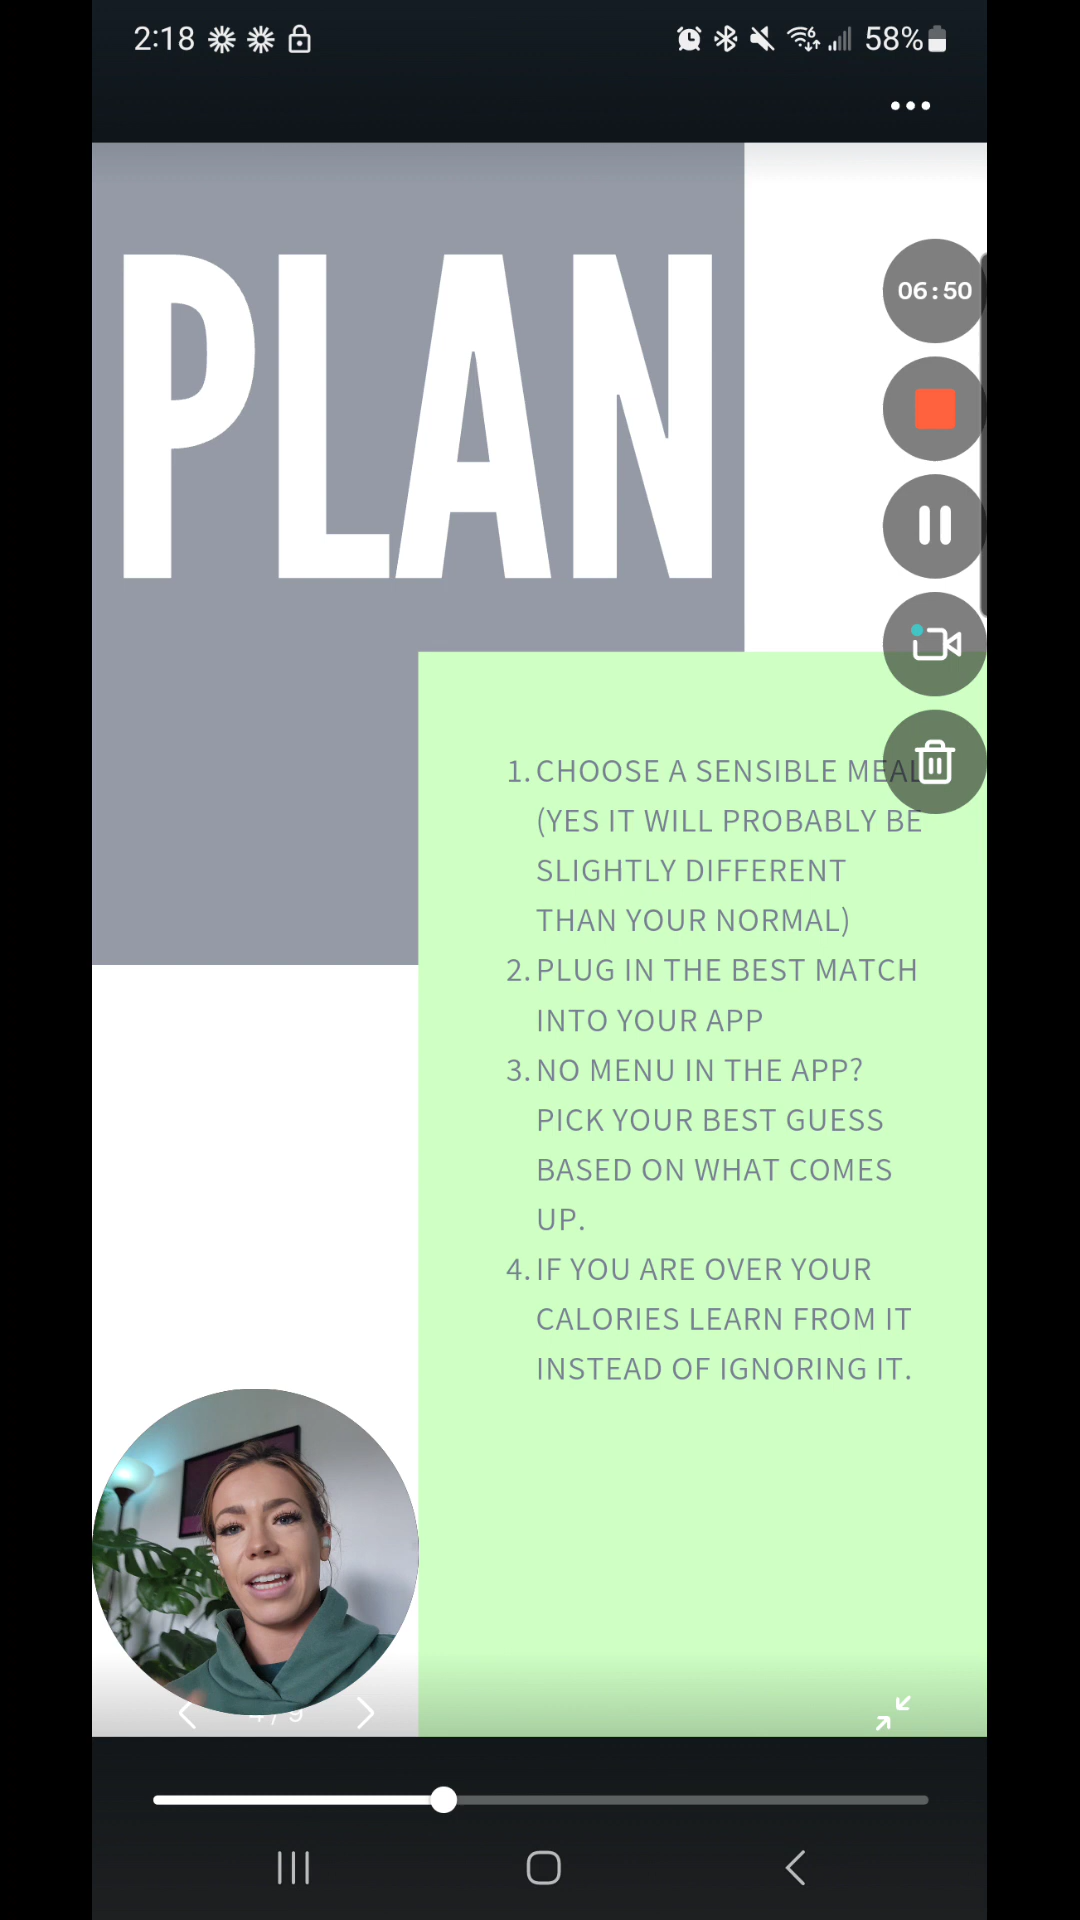 2:18
58%
06:50
PLAN
1. CHOOSE A SENSIBLE MEAL
(YES IT WILL PROBABLY BE
SLIGHTLY DIFFERENT
THAN YOUR NORMAL)
2. PLUG IN THE BEST MATCH
INTO YOUR APP
3. NO MENU IN THE APP?
PICK YOUR BEST GUESS
BASED ON WHAT COMES
UP.
4. IF YOU ARE OVER YOUR
CALORIES LEARN FROM IT
INSTEAD OF IGNORING IT.
4 / 9